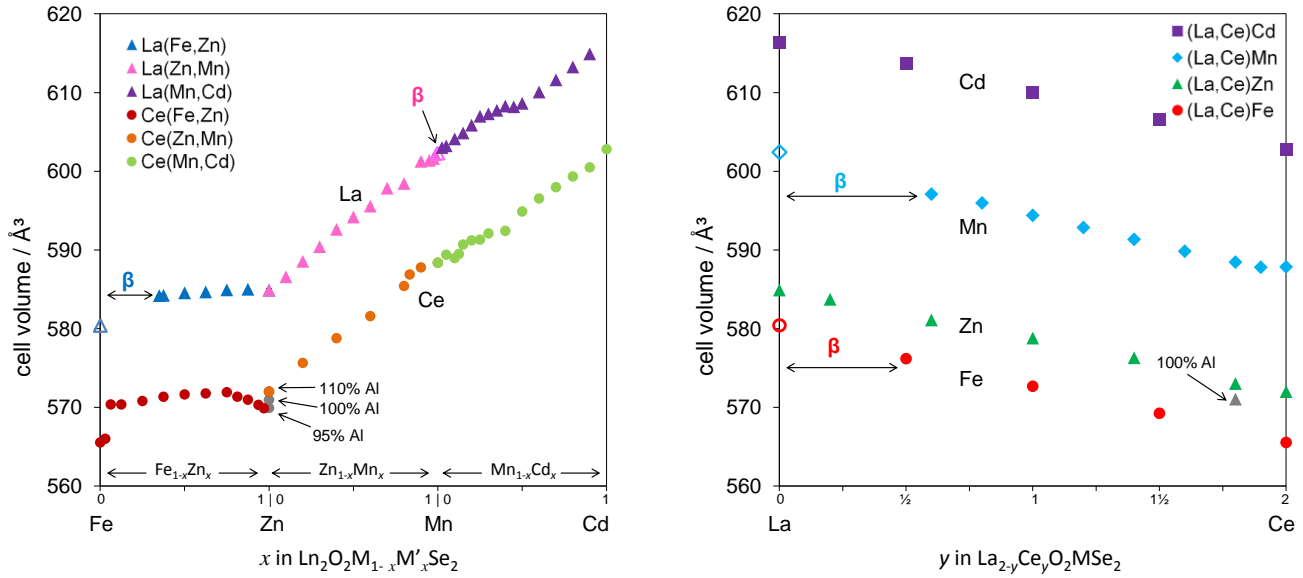 620
610
600
590
580
570
560
cell volume / Å³
La(Fe,Zn)
La(Zn,Mn)
La(Mn,Cd)
Ce(Fe,Zn)
Ce(Zn,Mn)
Ce(Mn,Cd)
β
La
β
Ce
110% Al
100% Al
95% Al
Fe₁₋ₓZnₓ
Zn₁₋ₓMnₓ
Mn₁₋ₓCdₓ
0 1|0 1|0 1
Fe Zn Mn Cd
x in Ln₂O₂M₁₋ₓM′ₓSe₂
620
610
600
590
580
570
560
cell volume / Å³
(La,Ce)Cd
(La,Ce)Mn
(La,Ce)Zn
(La,Ce)Fe
Cd
β
Mn
Zn
β
Fe
100% Al
0 ½ 1 1½ 2
La Ce
y in La₂₋yCeyO₂MSe₂